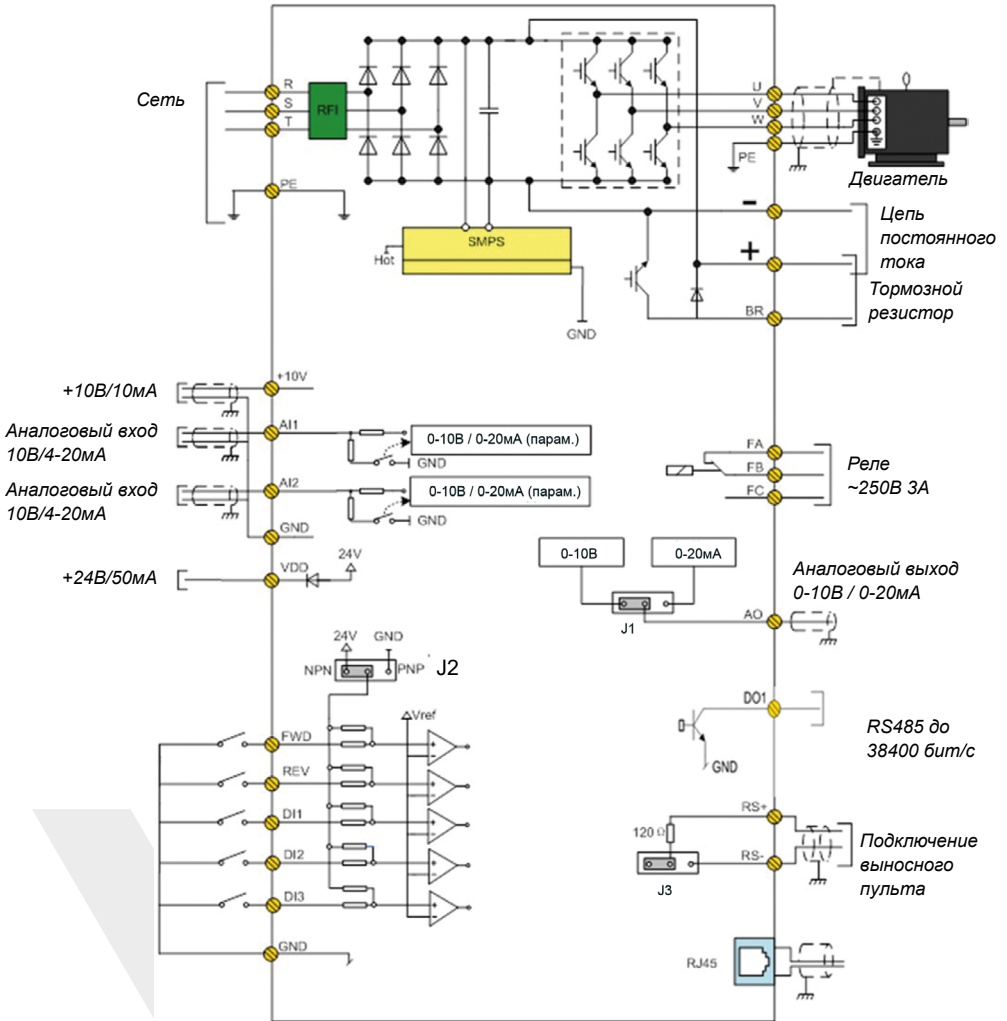 Сеть
R
S
T
RFI
PE
U
V
W
PE
Двигатель
SMPS
Hot
GND
-
+
BR
Цепь
постоянного
тока
Тормозной
резистор
+10В/10мА
+10V
Аналоговый вход
10В/4-20мА
AI1
0-10В / 0-20мА (парам.)
GND
Аналоговый вход
10В/4-20мА
AI2
0-10В / 0-20мА (парам.)
GND
GND
+24В/50мА
VDD
24V
FA
FB
FC
Реле
~250В 3А
0-10В
0-20мА
J1
AO
Аналоговый выход
0-10В / 0-20мА
24V
GND
NPN
PNP
J2
Vref
FWD
REV
DI1
DI2
DI3
GND
+
-
+
-
+
-
+
-
+
-
DO1
GND
RS485 до
38400 бит/с
RS+
120 Ω
RS-
J3
Подключение
выносного
пульта
RJ45